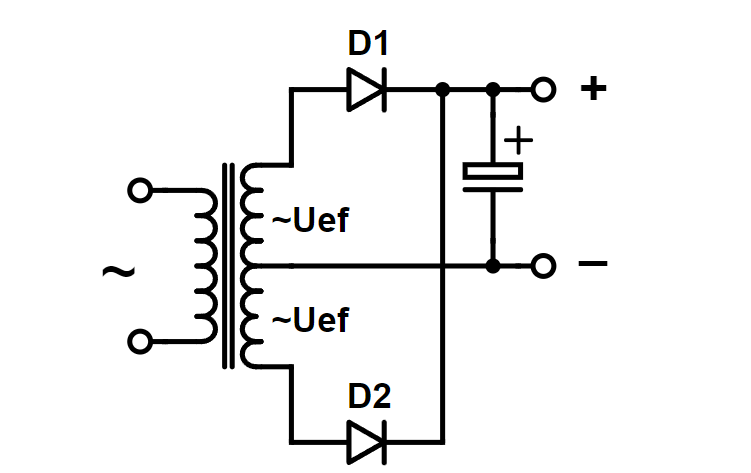 D1
+
+
~Uef
~
−
~Uef
D2